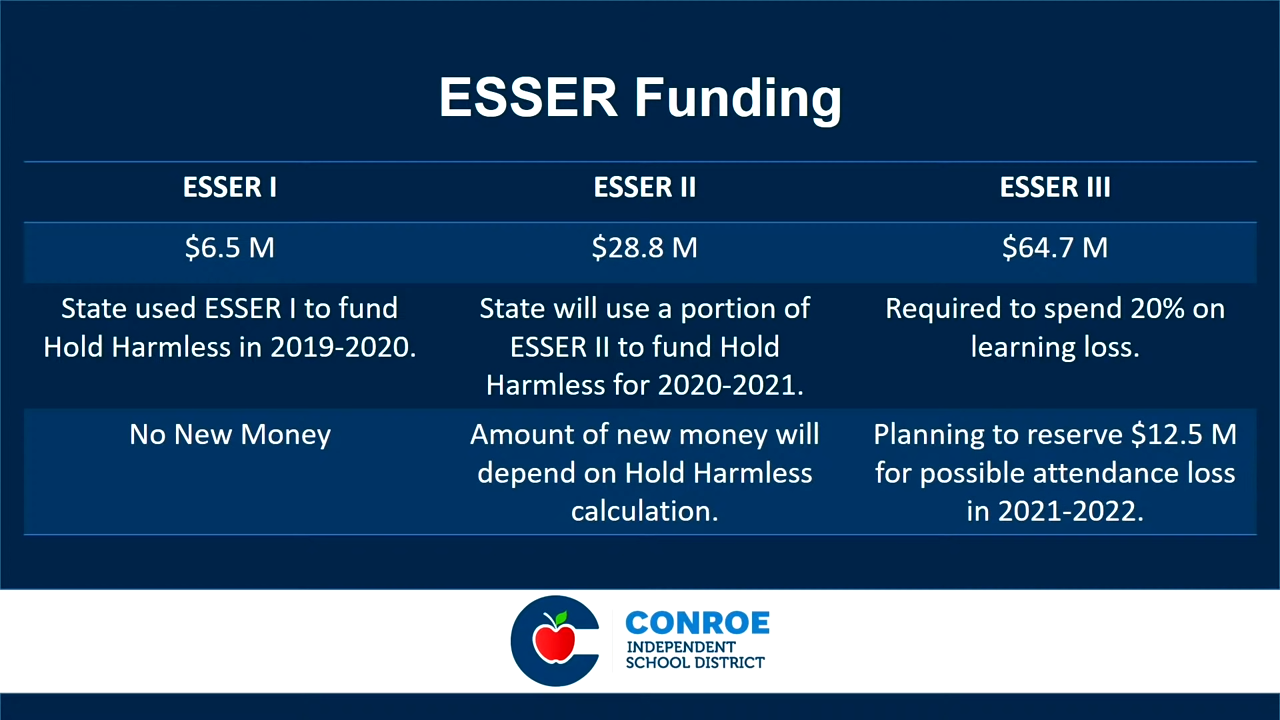 ESSER Funding
ESSER I
ESSER II
ESSER III
$6.5 M
$28.8 M
$64.7 M
State used ESSER I to fund
Hold Harmless in 2019-2020.
State will use a portion of
ESSER II to fund Hold
Harmless for 2020-2021.
Required to spend 20% on
learning loss.
No New Money
Amount of new money will
depend on Hold Harmless
calculation.
Planning to reserve $12.5 M
for possible attendance loss
in 2021-2022.
CONROE
INDEPENDENT
SCHOOL DISTRICT